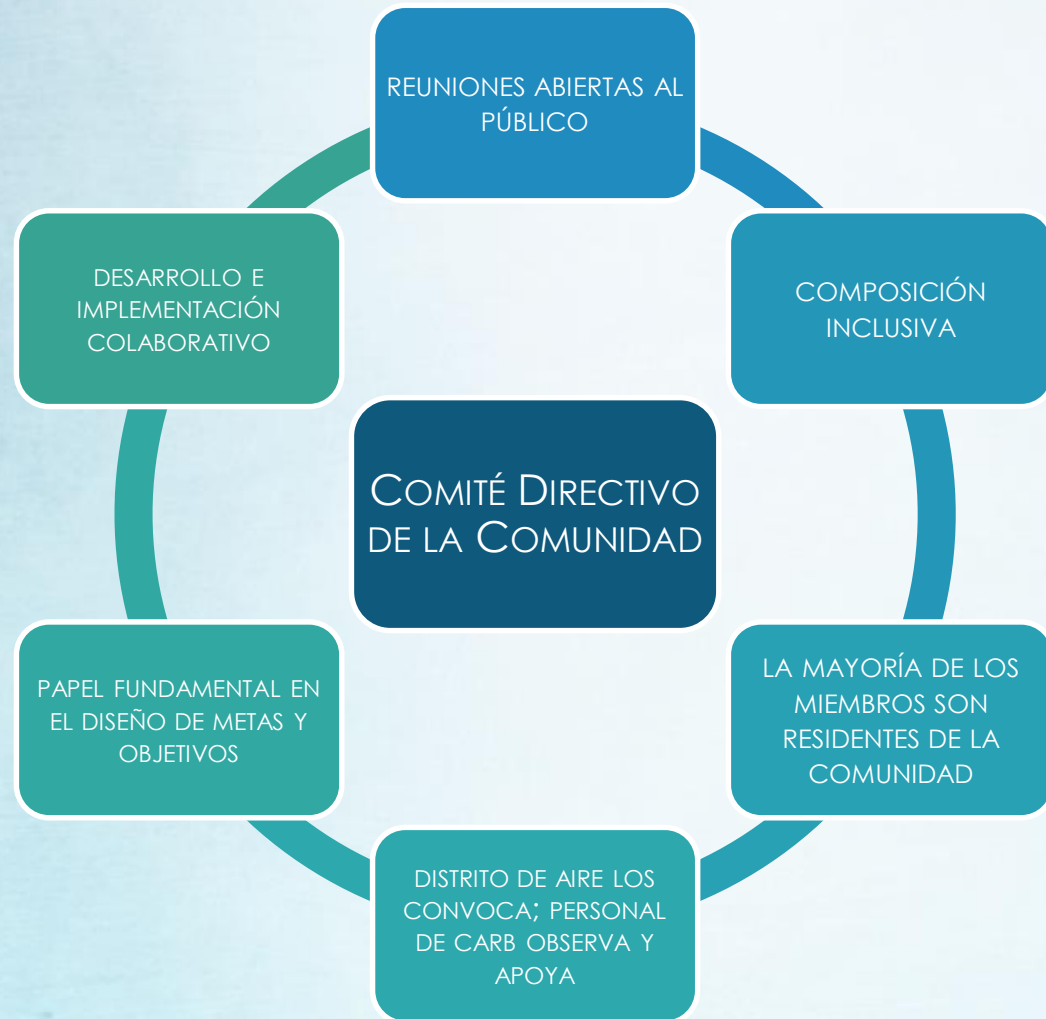 REUNIONES ABIERTAS AL
PÚBLICO
COMPOSICIÓN
INCLUSIVA
LA MAYORÍA DE LOS
MIEMBROS SON
RESIDENTES DE LA
COMUNIDAD
DISTRITO DE AIRE LOS
CONVOCA; PERSONAL
DE CARB OBSERVA Y
APOYA
PAPEL FUNDAMENTAL EN
EL DISEÑO DE METAS Y
OBJETIVOS
DESARROLLO E
IMPLEMENTACIÓN
COLABORATIVO
COMITÉ DIRECTIVO
DE LA COMUNIDAD